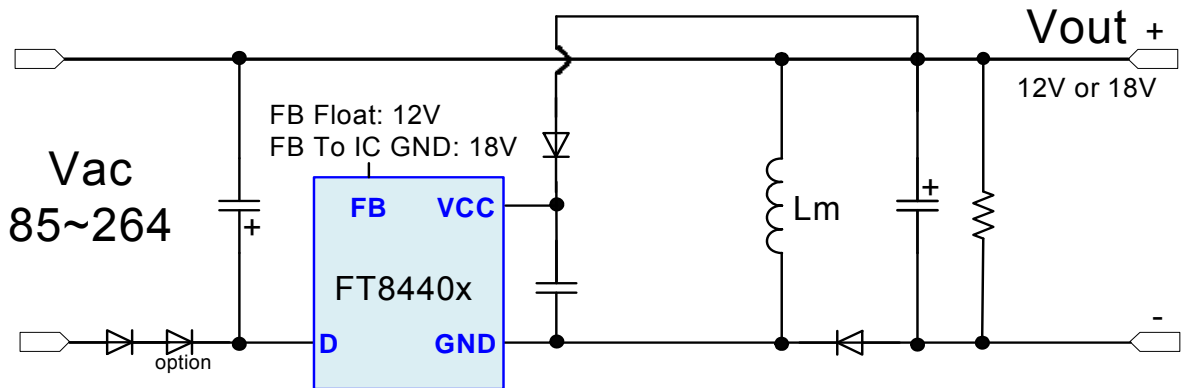 Vout +
12V or 18V
FB Float: 12V
FB To IC GND: 18V
Vac
85~264
FB VCC
+
+
Lm
FT8440x
D GND
option
-